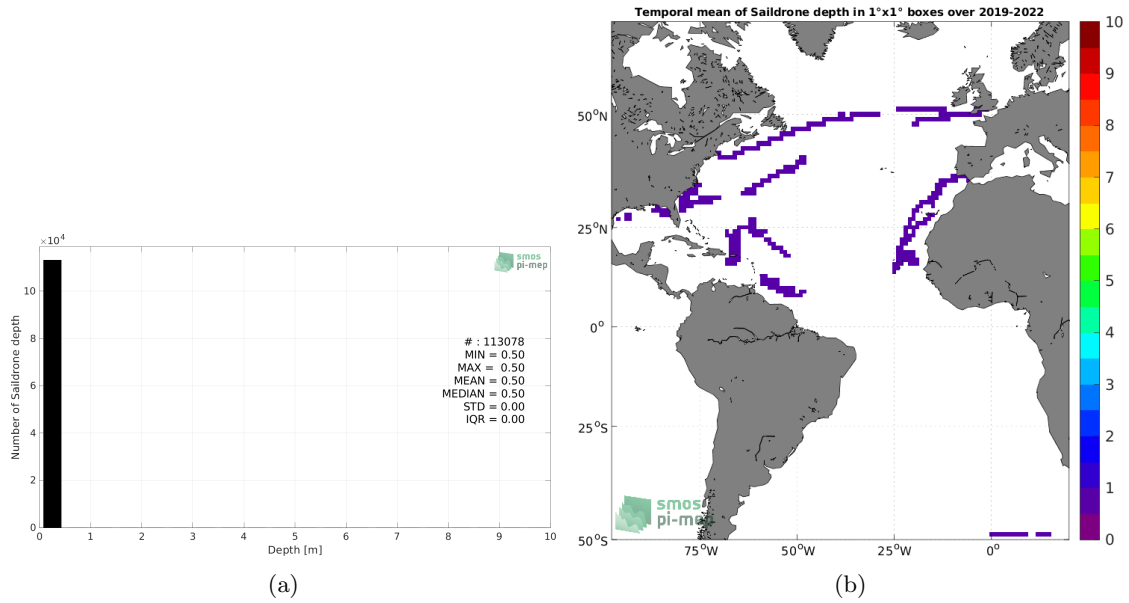 ×10⁴
10
8
6
4
2
0
Number of Saildrone depth
smos
pi-mep
# : 113078
MIN = 0.50
MAX = 0.50
MEAN = 0.50
MEDIAN = 0.50
STD = 0.00
IQR = 0.00
0 1 2 3 4 5 6 7 8 9 10
Depth [m]
(a)
Temporal mean of Saildrone depth in 1°x1° boxes over 2019-2022
50°N
25°N
0°
25°S
50°S
75°W 50°W 25°W 0°
smos
pi-mep
10
9
8
7
6
5
4
3
2
1
0
(b)